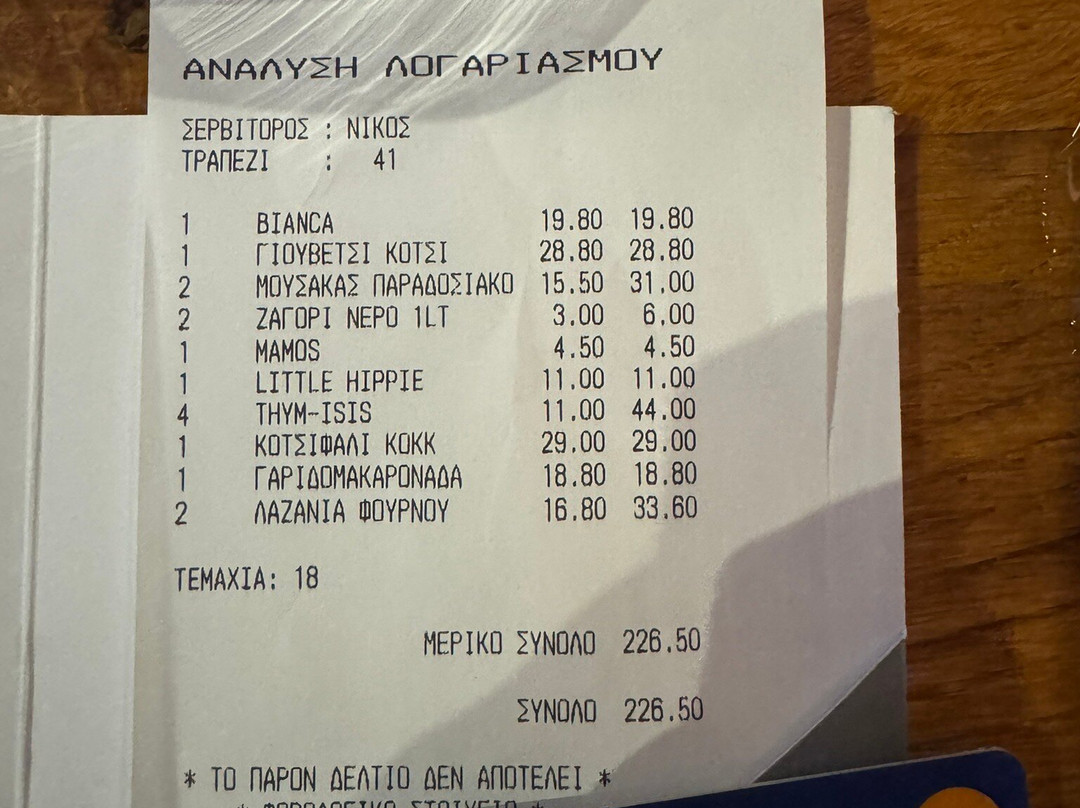 ΑΝΑΛΥΣΗ ΛΟΓΑΡΙΑΣΜΟΥ
ΣΕΡΒΙΤΟΡΟΣ : ΝΙΚΟΣ
ΤΡΑΠΕΖΙ : 41
1 BIANCA 19.80 19.80
1 ΓΙΟΥΒΕΤΣΙ ΚΟΤΣΙ 28.80 28.80
2 ΜΟΥΣΑΚΑΣ ΠΑΡΑΔΟΣΙΑΚΟ 15.50 31.00
2 ΖΑΓΟΡΙ ΝΕΡΟ 1LT 3.00 6.00
1 MAMOS 4.50 4.50
1 LITTLE HIPPIE 11.00 11.00
4 THYM-ISIS 11.00 44.00
1 ΚΟΤΣΙΦΑΛΙ ΚΟΚΚ 29.00 29.00
1 ΓΑΡΙΔΟΜΑΚΑΡΟΝΑΔΑ 18.80 18.80
2 ΛΑΖΑΝΙΑ ΦΟΥΡΝΟΥ 16.80 33.60
ΤΕΜΑΧΙΑ: 18
ΜΕΡΙΚΟ ΣΥΝΟΛΟ 226.50
ΣΥΝΟΛΟ 226.50
* ΤΟ ΠΑΡΟΝ ΔΕΛΤΙΟ ΔΕΝ ΑΠΟΤΕΛΕΙ *
* ΦΟΡΟΛΟΓΙΚΟ ΣΤΟΙΧΕΙΟ *